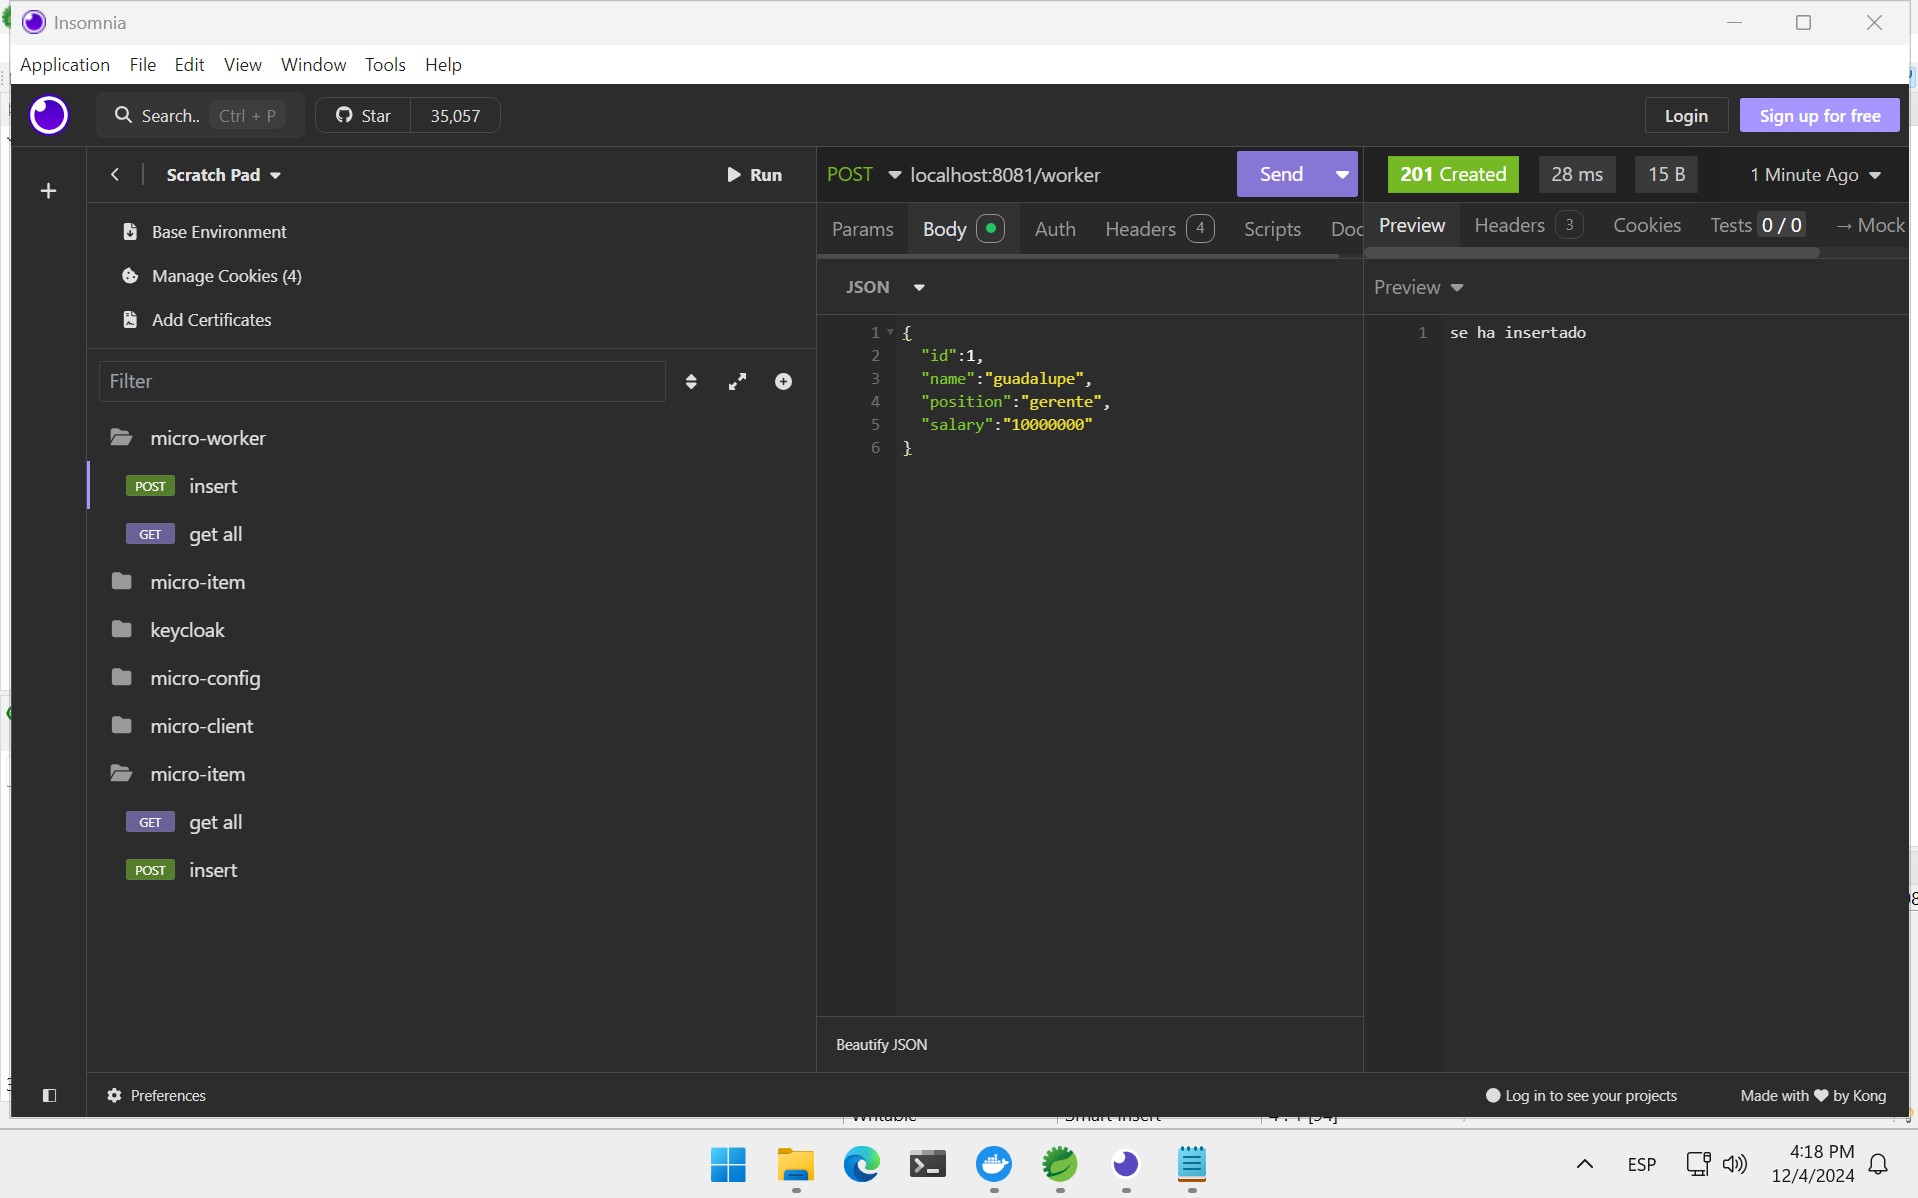 Insomnia
Application File Edit View Window Tools Help
Search.. Ctrl + P Star 35,057 Login Sign up for free
Scratch Pad Run
Base Environment
Manage Cookies (4)
Add Certificates
Filter
micro-worker
POST insert
GET get all
micro-item
keycloak
micro-config
micro-client
micro-item
GET get all
POST insert
POST localhost:8081/worker Send
Params Body Auth Headers 4 Scripts Doc
JSON
1 {
2 "id":1,
3 "name":"guadalupe",
4 "position":"gerente",
5 "salary":"10000000"
6 }
Beautify JSON
201 Created 28 ms 15 B 1 Minute Ago
Preview Headers 3 Cookies Tests 0 / 0 → Mock
Preview
1 se ha insertado
Preferences Log in to see your projects Made with ❤ by Kong
ESP 4:18 PM
12/4/2024